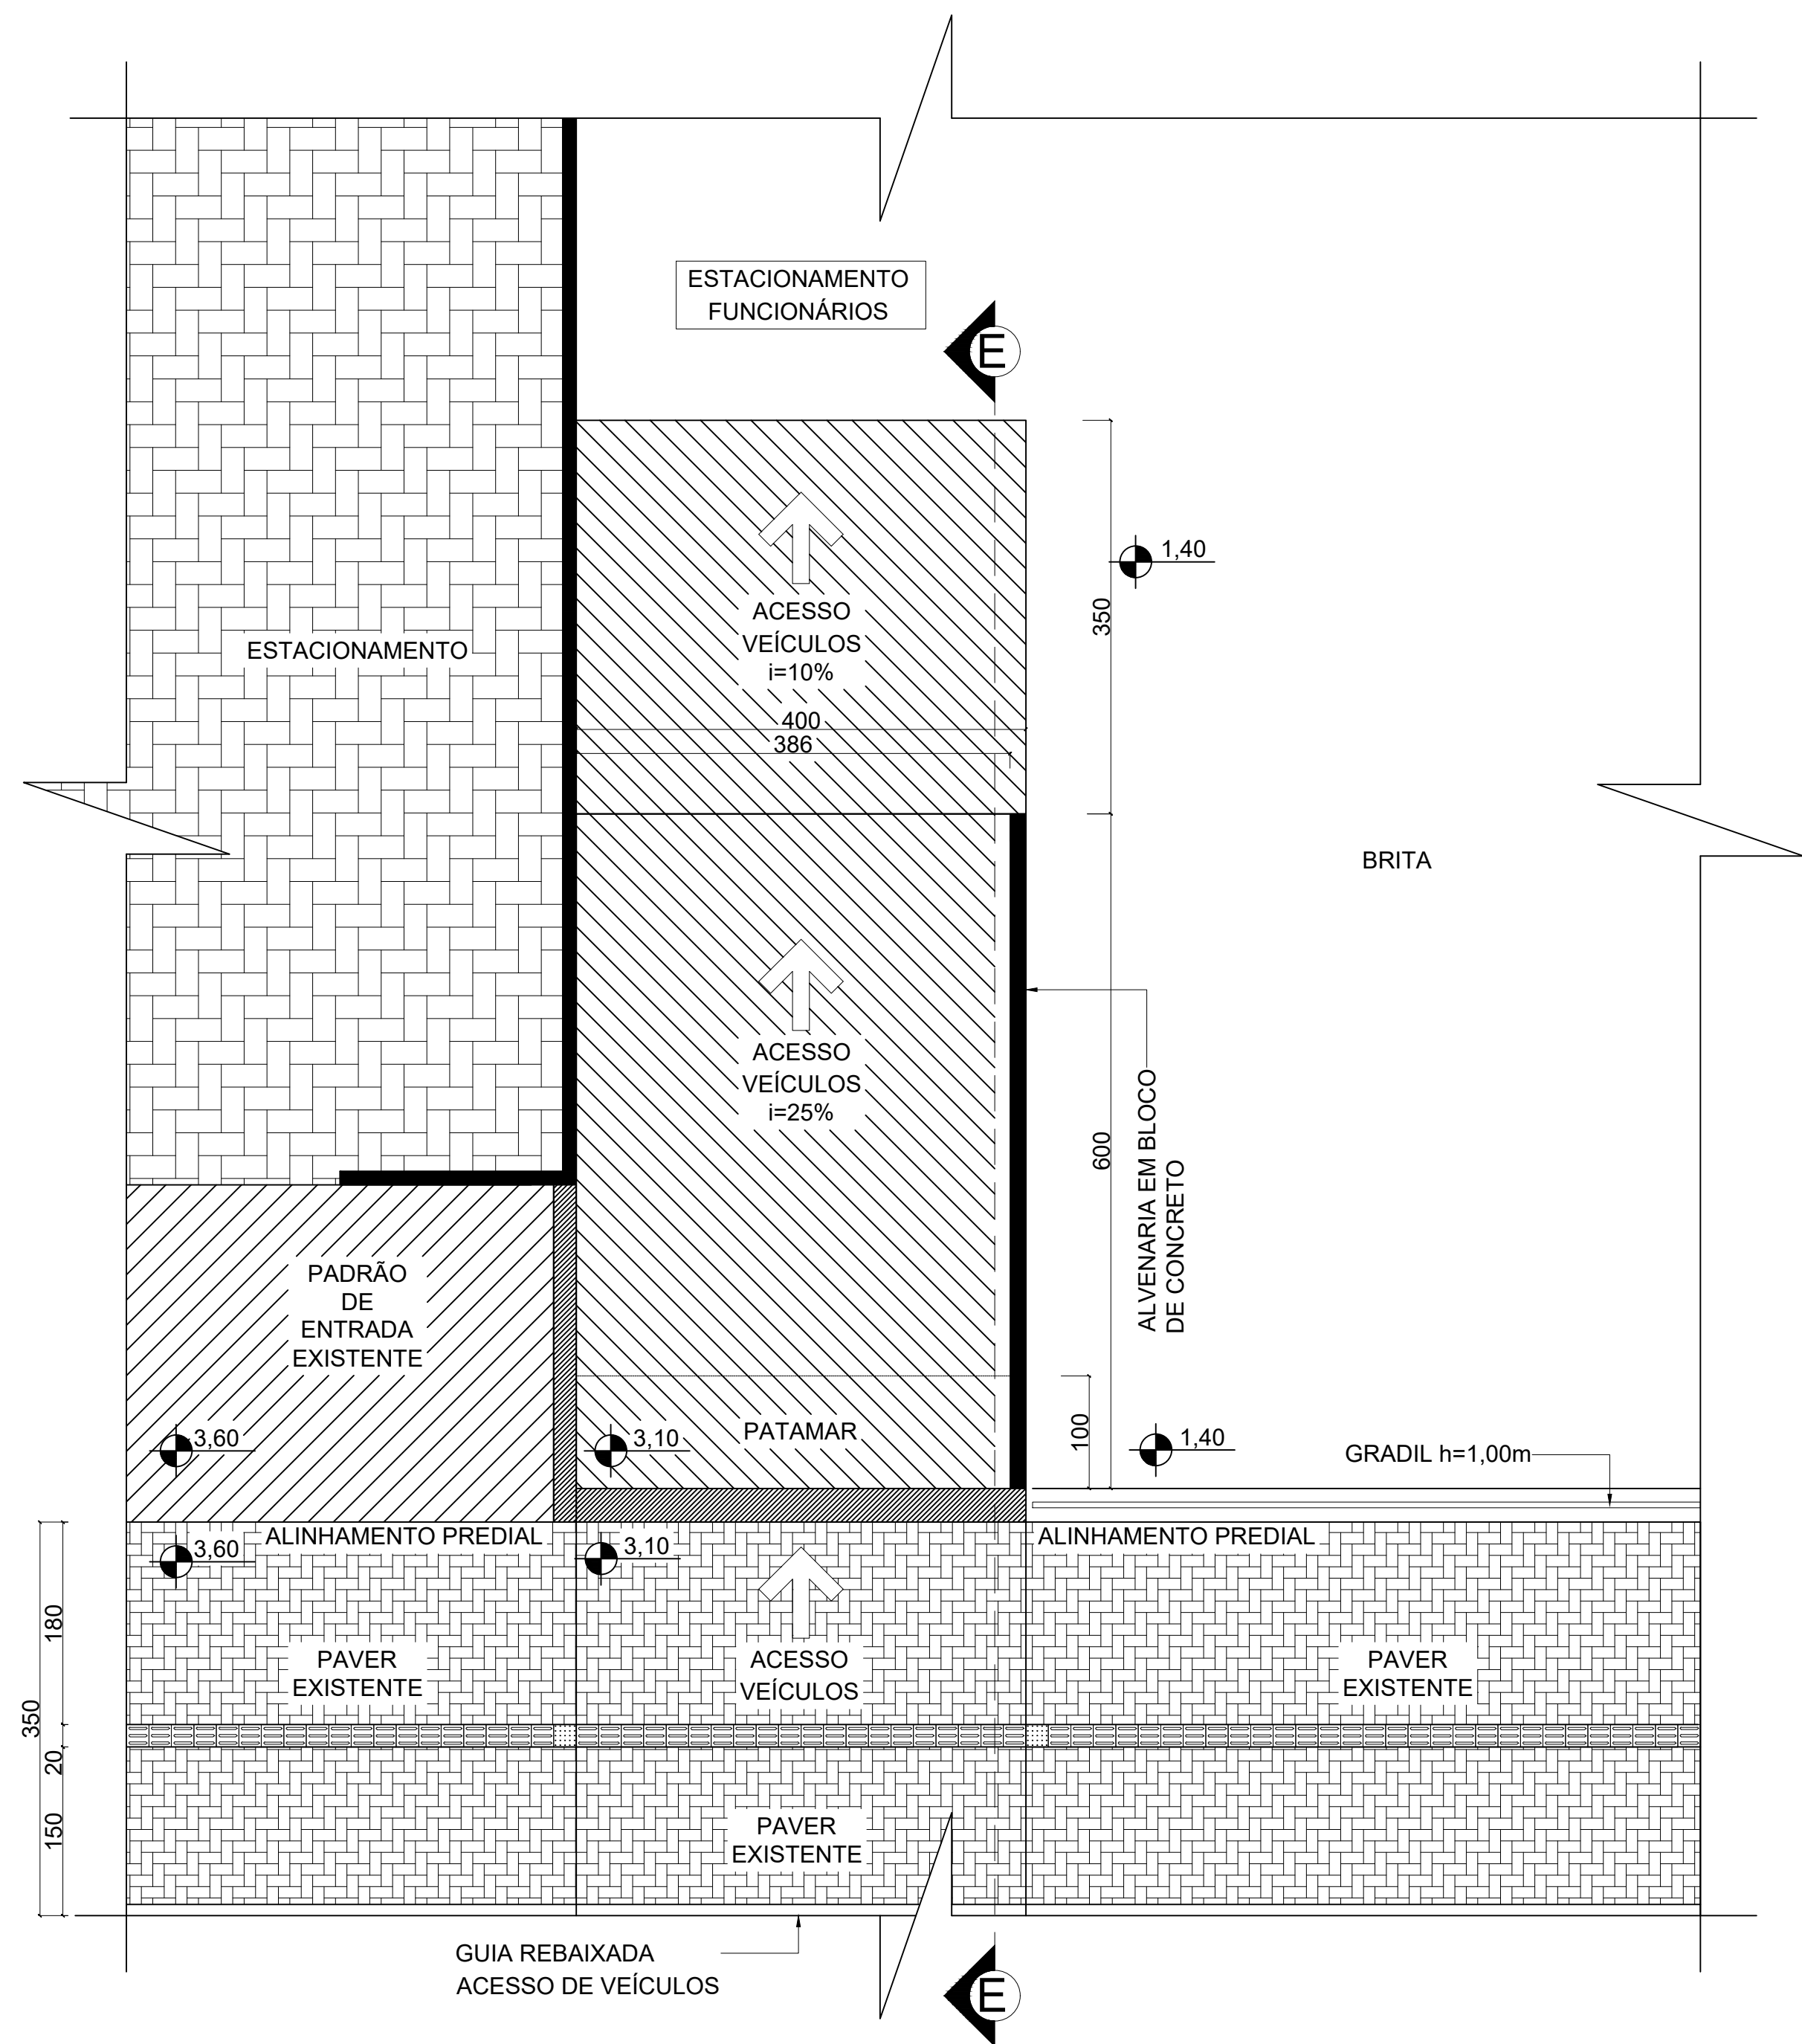 ESTACIONAMENTO
FUNCIONÁRIOS
E
1,40
350
ACESSO
VEÍCULOS
i=10%
ESTACIONAMENTO
400
386
BRITA
ACESSO
VEÍCULOS
i=25%
600
ALVENARIA EM BLOCO
DE CONCRETO
PADRÃO
DE
ENTRADA
EXISTENTE
3,60
3,10
PATAMAR
100
1,40
GRADIL h=1,00m
ALINHAMENTO PREDIAL
ALINHAMENTO PREDIAL
3,60
3,10
180
350
20
150
PAVER
EXISTENTE
ACESSO
VEÍCULOS
PAVER
EXISTENTE
PAVER
EXISTENTE
GUIA REBAIXADA
ACESSO DE VEÍCULOS
E